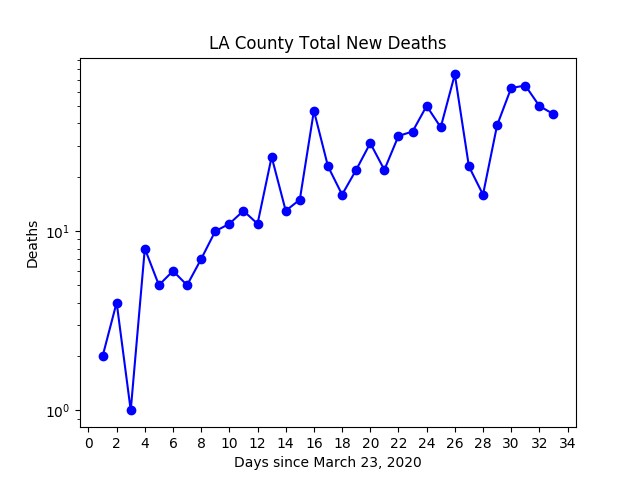 LA County Total New Deaths
Deaths
10¹
10⁰
0 2 4 6 8 10 12 14 16 18 20 22 24 26 28 30 32 34
Days since March 23, 2020